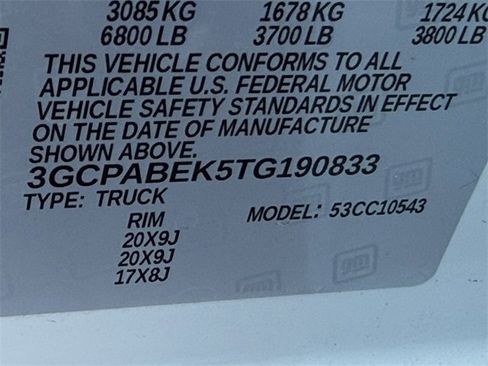 3085 KG 1678 KG 1724 KG
6800 LB 3700 LB 3800 LB
THIS VEHICLE CONFORMS TO ALL
APPLICABLE U.S. FEDERAL MOTOR
VEHICLE SAFETY STANDARDS IN EFFECT
ON THE DATE OF MANUFACTURE
SHOWN ABOVE.
3GCPABEK5TG190833
TYPE: TRUCK
MODEL: 53CC10543
RIM
20X9J
20X9J
17X8J
gm
gm